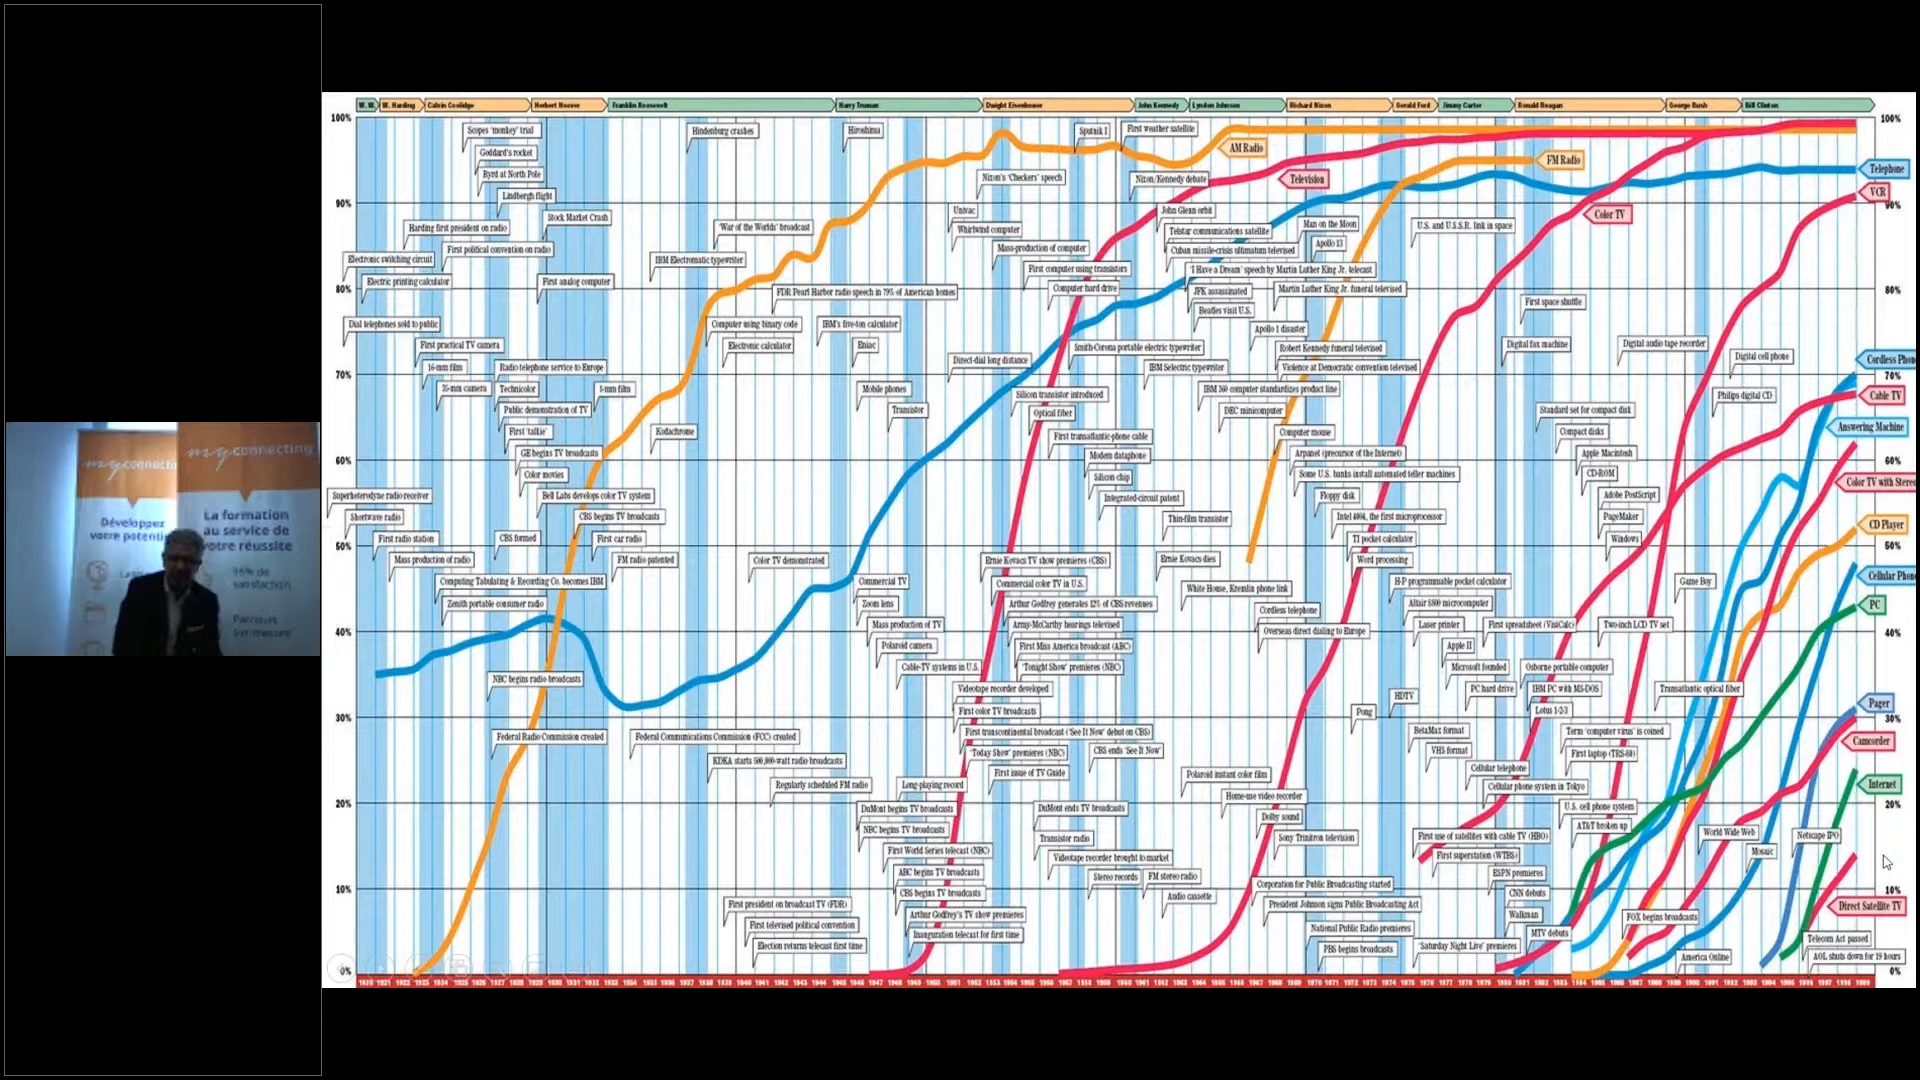 W. W.
W. Harding
Calvin Coolidge
Herbert Hoover
Franklin Roosevelt
Harry Truman
Dwight Eisenhower
John Kennedy
Lyndon Johnson
Richard Nixon
Gerald Ford
Jimmy Carter
Ronald Reagan
George Bush
Bill Clinton
100%
90%
80%
70%
60%
50%
40%
30%
20%
10%
0%
Scopes 'monkey' trial
Goddard's rocket
Byrd at North Pole
Lindbergh flight
Stock Market Crash
Harding first president on radio
First political convention on radio
Electronic switching circuit
Electric printing calculator
First analog computer
Dial telephones sold to public
First practical TV camera
16-mm film
35-mm camera
Radio telephone service to Europe
Technicolor
8-mm film
Public demonstration of TV
First 'talkie'
GE begins TV broadcasts
Color movies
Superheterodyne radio receiver
Bell Labs develops color TV system
Shortwave radio
CBS begins TV broadcasts
First radio station
CBS formed
First car radio
Mass production of radio
FM radio patented
Computing Tabulating & Recording Co. becomes IBM
Zenith portable consumer radio
NBC begins radio broadcasts
Federal Radio Commission created
Federal Communications Commission (FCC) created
KDKA starts 500,000-watt radio broadcasts
Regularly scheduled FM radio
First president on broadcast TV (FDR)
First televised political convention
Election returns telecast first time
Hindenburg crashes
'War of the Worlds' broadcast
IBM Electromatic typewriter
FDR Pearl Harbor radio speech in 79% of American homes
Computer using binary code
Electronic calculator
Kodachrome
Color TV demonstrated
Hiroshima
IBM's five-ton calculator
Eniac
Mobile phones
Transistor
Commercial TV
Zoom lens
Mass production of TV
Polaroid camera
Cable-TV systems in U.S.
Long-playing record
DuMont begins TV broadcasts
NBC begins TV broadcasts
First World Series telecast (NBC)
ABC begins TV broadcasts
CBS begins TV broadcasts
Arthur Godfrey's TV show premieres
Inauguration telecast for first time
Nixon's 'Checkers' speech
Univac
Whirlwind computer
Mass-production of computer
First computer using transistors
Computer hard drive
Direct-dial long distance
Silicon transistor introduced
Optical fiber
First transatlantic-phone cable
Modem dataphone
Silicon chip
Integrated-circuit patent
Ernie Kovacs TV show premieres (CBS)
Commercial color TV in U.S.
Arthur Godfrey generates 12% of CBS revenues
Army-McCarthy hearings televised
First Miss America broadcast (ABC)
'Tonight Show' premieres (NBC)
Videotape recorder developed
First color TV broadcasts
First transcontinental broadcast ('See It Now' debut on CBS)
'Today Show' premieres (NBC)
CBS ends 'See It Now'
First issue of TV Guide
DuMont ends TV broadcasts
Transistor radio
Videotape recorder brought to market
Stereo records
FM stereo radio
Audio cassette
Sputnik I
First weather satellite
Nixon/Kennedy debate
John Glenn orbit
Telstar communications satellite
Cuban missile-crisis ultimatum televised
'I Have a Dream' speech by Martin Luther King Jr. telecast
JFK assassinated
Beatles visit U.S.
Martin Luther King Jr. funeral televised
Apollo 1 disaster
Smith-Corona portable electric typewriter
Robert Kennedy funeral televised
IBM Selectric typewriter
Violence at Democratic convention televised
IBM 360 computer standardizes product line
DEC minicomputer
Computer mouse
Arpanet (precursor of the Internet)
Some U.S. banks install automated teller machines
Floppy disk
Thin-film transistor
Intel 4004, the first microprocessor
TI pocket calculator
Word processing
Ernie Kovacs dies
White House, Kremlin phone link
Cordless telephone
Overseas direct dialing to Europe
Polaroid instant color film
Home-use video recorder
Dolby sound
Sony Trinitron television
Corporation for Public Broadcasting started
President Johnson signs Public Broadcasting Act
National Public Radio premieres
PBS begins broadcasts
Man on the Moon
Apollo 13
U.S. and U.S.S.R. link in space
H-P programmable pocket calculator
Altair 8800 microcomputer
Laser printer
First spreadsheet (VisiCalc)
Apple II
Microsoft founded
PC hard drive
HDTV
Pong
BetaMax format
VHS format
Cellular telephone
Cellular phone system in Tokyo
First use of satellites with cable TV (HBO)
First superstation (WTBS)
ESPN premieres
CNN debuts
Walkman
MTV debuts
'Saturday Night Live' premieres
First space shuttle
Digital fax machine
Digital audio tape recorder
Digital cell phone
Philips digital CD
Standard set for compact disk
Compact disks
Apple Macintosh
CD-ROM
Adobe PostScript
PageMaker
Windows
Game Boy
Two-inch LCD TV set
Osborne portable computer
IBM PC with MS-DOS
Lotus 1-2-3
Transatlantic optical fiber
Term 'computer virus' is coined
First laptop (TRS-80)
U.S. cell phone system
AT&T broken up
World Wide Web
Mosaic
Netscape IPO
FOX begins broadcasts
America Online
Telecom Act passed
AOL shuts down for 19 hours
AM Radio
Television
FM Radio
Color TV
Telephone
VCR
Cordless Phon
Cable TV
Answering Machine
Color TV with Stereo
CD Player
Cellular Phon
PC
Pager
Camcorder
Internet
Direct Satellite TV
100%
90%
80%
70%
60%
50%
40%
30%
20%
10%
0%
myconnecti
myconnecting
Développez
votre potenti
La formation
au service de
votre réussite
96% de
satisfaction
Parcours
sur-mesure